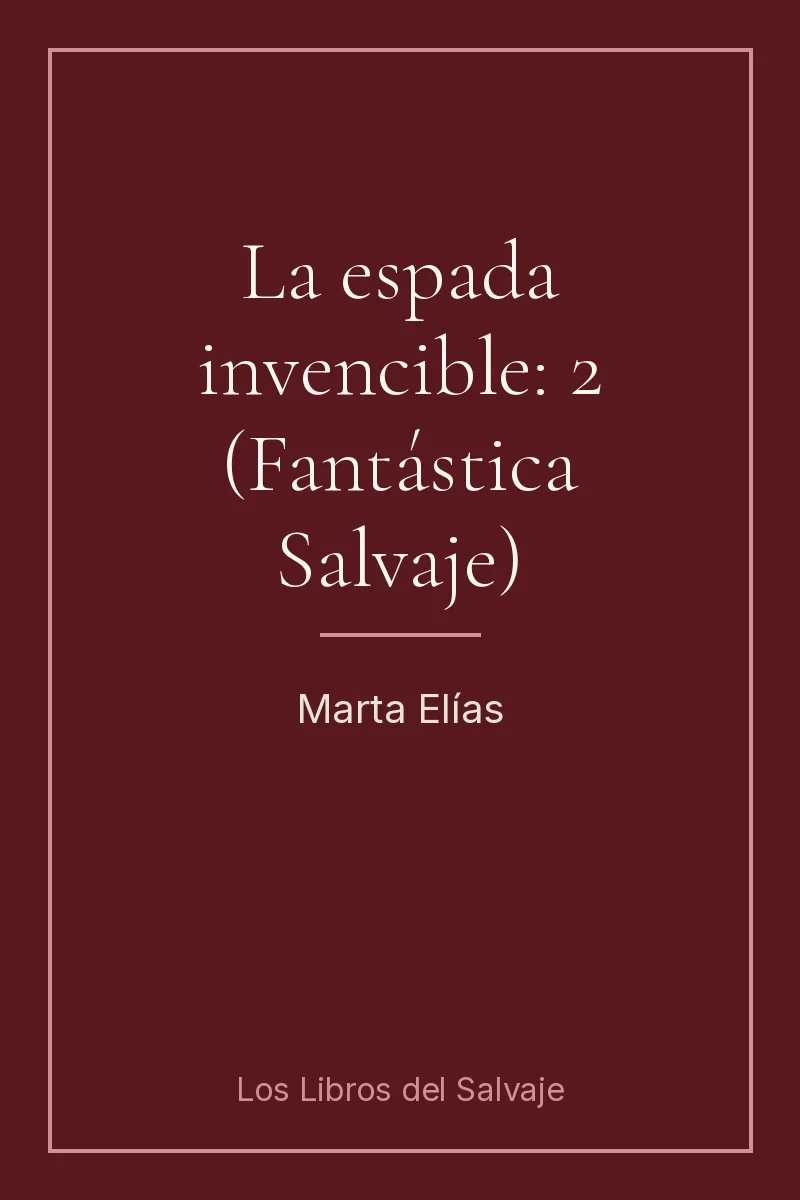 La espada
invencible: 2
(Fantástica
Salvaje)
Marta Elías
Los Libros del Salvaje